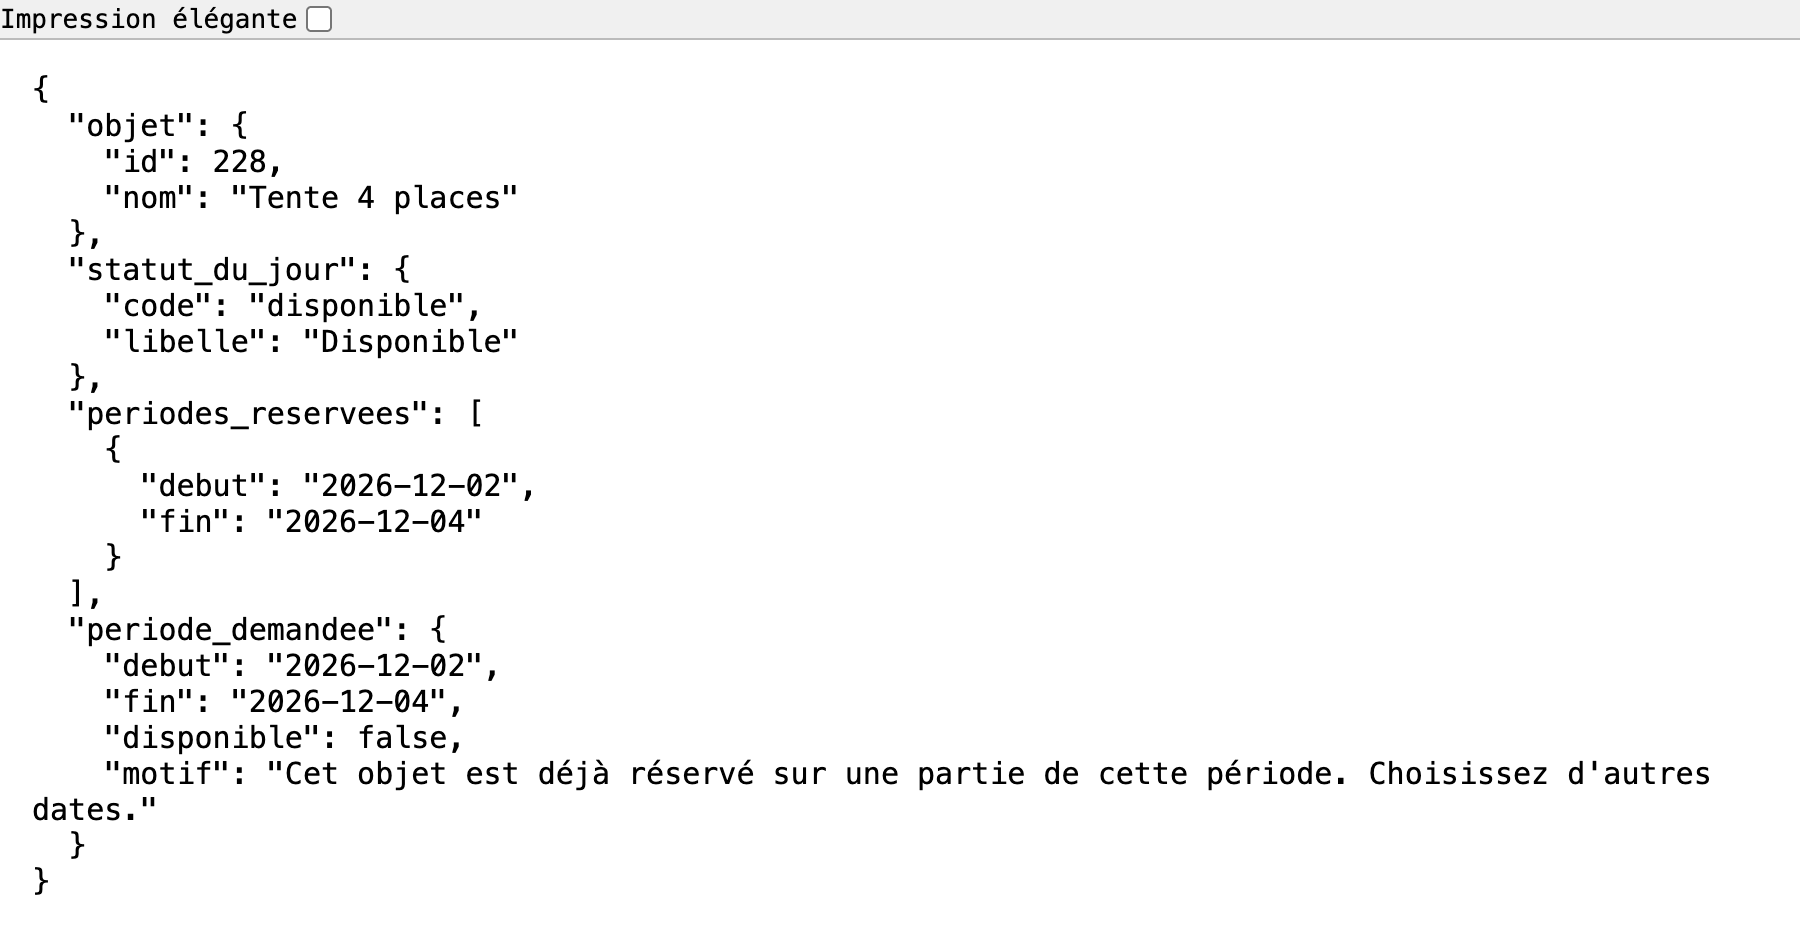 Impression élégante
{
  "objet": {
    "id": 228,
    "nom": "Tente 4 places"
  },
  "statut_du_jour": {
    "code": "disponible",
    "libelle": "Disponible"
  },
  "periodes_reservees": [
    {
      "debut": "2026-12-02",
      "fin": "2026-12-04"
    }
  ],
  "periode_demandee": {
    "debut": "2026-12-02",
    "fin": "2026-12-04",
    "disponible": false,
    "motif": "Cet objet est déjà réservé sur une partie de cette période. Choisissez d'autres
dates."
  }
}